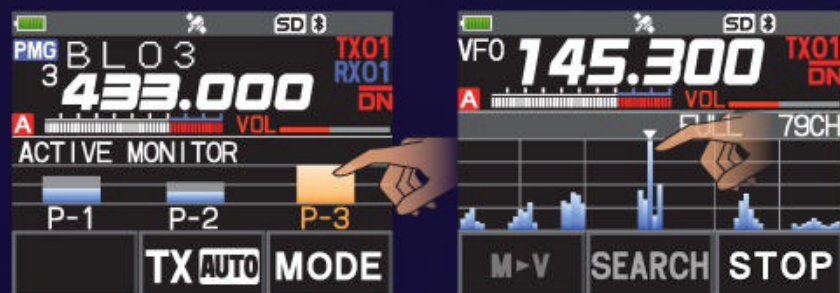 SD
PMG BLO3 TX01
3 433.000 RX01
DN
A VOL
ACTIVE MONITOR
P-1 P-2 P-3
TX AUTO MODE
SD
VFO 145.300 TX01
DN
A VOL
FULL 79CH
M►V SEARCH STOP